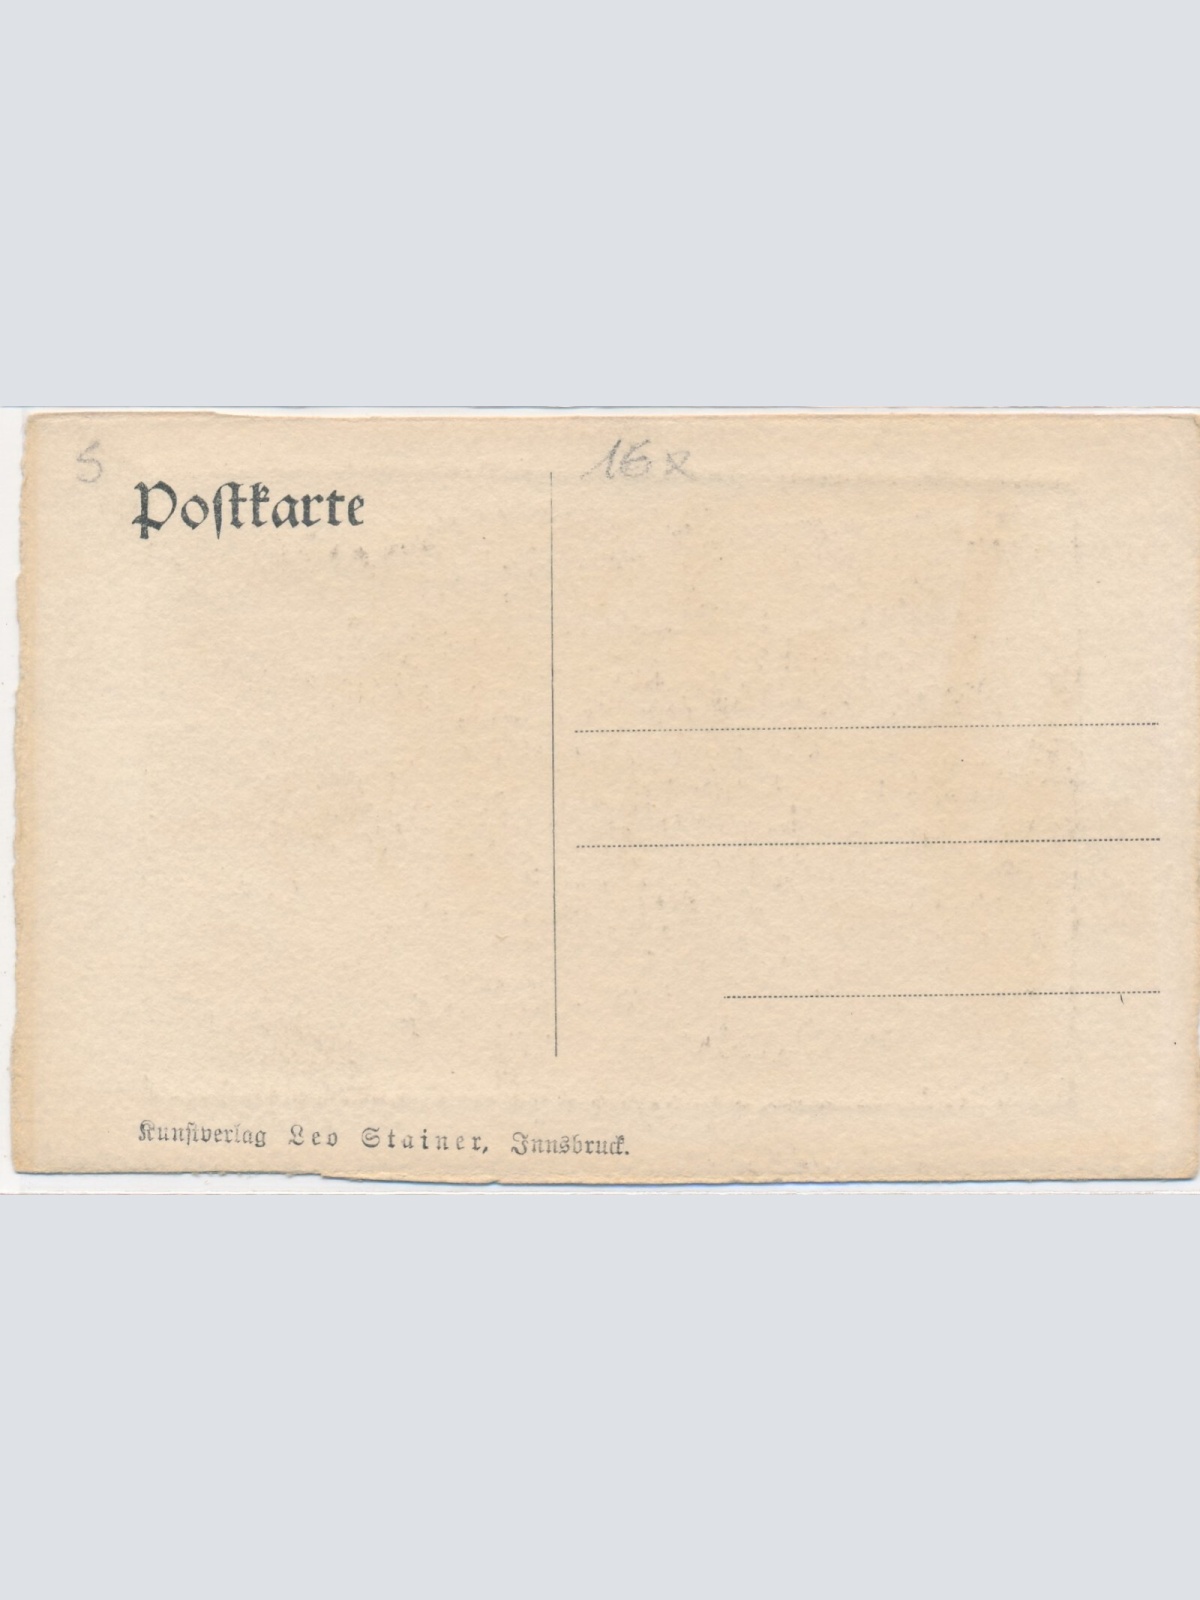 5
16x
Postkarte
Kunstverlag Leo Stainer, Innsbruck.